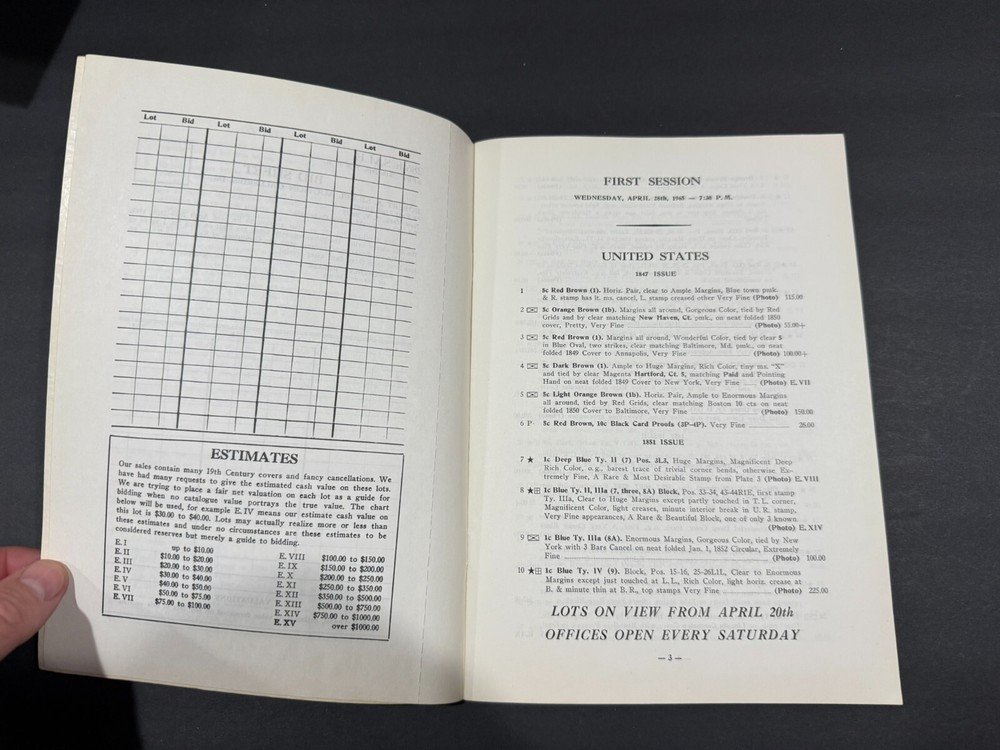 Lot Bid Lot Bid Lot Bid Lot Bid
ESTIMATES
Our sales contain many 19th Century covers and fancy cancellations. We
have had many requests to give the estimated cash value on these lots.
We are trying to place a fair net valuation on each lot as a guide for
bidding when no catalogue value portrays the true value. The chart
below will be used, for example E. IV means our estimate cash value on
this lot is $30.00 to $40.00. Lots may actually realize more or less than
these estimates and under no circumstances are these estimates to be
considered reserves but merely a guide to bidding.
E. I up to $10.00
E. II $10.00 to $20.00
E. III $20.00 to $30.00
E. IV $30.00 to $40.00
E. V $40.00 to $50.00
E. VI $50.00 to $75.00
E. VII $75.00 to $100.00
E. VIII $100.00 to $150.00
E. IX $150.00 to $200.00
E. X $200.00 to $250.00
E. XI $250.00 to $350.00
E. XII $350.00 to $500.00
E. XIII $500.00 to $750.00
E. XIV $750.00 to $1000.00
E. XV over $1000.00
FIRST SESSION
WEDNESDAY, APRIL 28th, 1948 — 7:30 P. M.
UNITED STATES
1847 ISSUE
1 5c Red Brown (1). Horiz. Pair, clear to Ample Margins, Blue town pmk.
& R. stamp has lt. ms. cancel, L. stamp creased other Very Fine (Photo) 115.00
2 ✉ 5c Orange Brown (1b). Margins all around, Gorgeous Color, tied by Red
Grids and by clear matching New Haven, Ct. pmk., on neat folded 1850
cover, Pretty, Very Fine (Photo) 55.00+
3 ✉ 5c Red Brown (1). Margins all around, Wonderful Color, tied by clear 5
in Blue Oval, two strikes, clear matching Baltimore, Md. pmk., on neat
folded 1849 Cover to Annapolis, Very Fine (Photo) 100.00+
4 ✉ 5c Dark Brown (1). Ample to Huge Margins, Rich Color, tiny ms. "X"
and tied by clear Magenta Hartford, Ct. 5, matching Paid and Pointing
Hand on neat folded 1849 Cover to New York, Very Fine (Photo) E. VII
5 ✉ 5c Light Orange Brown (1b). Horiz. Pair, Ample to Enormous Margins
all around, tied by Red Grids, clear matching Boston 10 cts on neat
folded 1850 Cover to Baltimore, Very Fine (Photo) 150.00
6 P 5c Red Brown, 10c Black Card Proofs (3P-4P). Very Fine 26.00
1851 ISSUE
7 ★ 1c Deep Blue Ty. II (7) Pos. 3L3, Huge Margins, Magnificent Deep
Rich Color, o.g., barest trace of trivial corner bends, otherwise Ex-
tremely Fine, A Rare & Most Desirable Stamp from Plate 3 (Photo) E. VIII
8 ★⊞ 1c Blue Ty. II, IIIa (7, three, 8A) Block, Pos. 33-34, 43-44R1E, first stamp
Ty. IIIa, Clear to Huge Margins except partly touched in T. L. corner,
Magnificent Color, light creases, minute interior break in U. R. stamp,
Very Fine appearances, A Rare & Beautiful Block, one of only 3 known
(Photo) E. XIV
9 ✉ 1c Blue Ty. IIIa (8A). Enormous Margins, Gorgeous Color, tied by New
York with 3 Bars Cancel on neat folded Jan. 1, 1852 Circular, Extremely
Fine (Photo) 100.00
10 ★⊞ 1c Blue Ty. IV (9). Block, Pos. 15-16, 25-26L1L, Clear to Enormous
Margins except just touched at L. L., Rich Color, light horiz. crease at
B. & minute thin at B. R., top stamps Very Fine (Photo) 225.00
LOTS ON VIEW FROM APRIL 20th
OFFICES OPEN EVERY SATURDAY
— 3 —